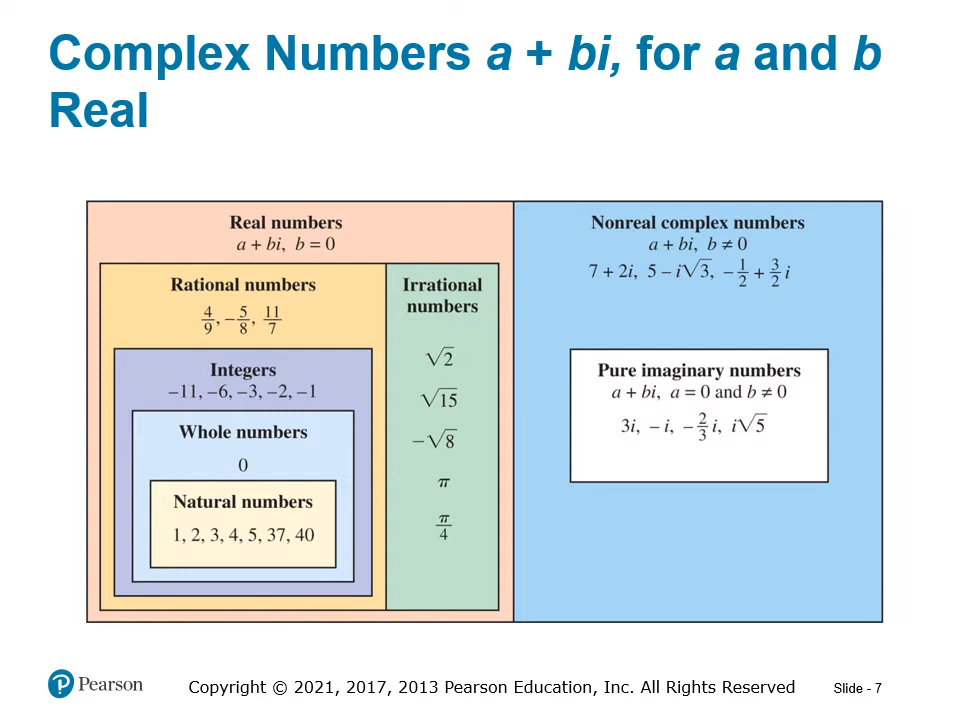 Complex Numbers a + bi, for a and b
Real
Real numbers
a + bi, b = 0
Rational numbers
4/9, −5/8, 11/7
Integers
−11, −6, −3, −2, −1
Whole numbers
0
Natural numbers
1, 2, 3, 4, 5, 37, 40
Irrational
numbers
√2
√15
−√8
π
π/4
Nonreal complex numbers
a + bi, b ≠ 0
7 + 2i, 5 − i√3, −1/2 + 3/2 i
Pure imaginary numbers
a + bi, a = 0 and b ≠ 0
3i, − i, −2/3 i, i√5
P Pearson
Copyright © 2021, 2017, 2013 Pearson Education, Inc. All Rights Reserved
Slide - 7